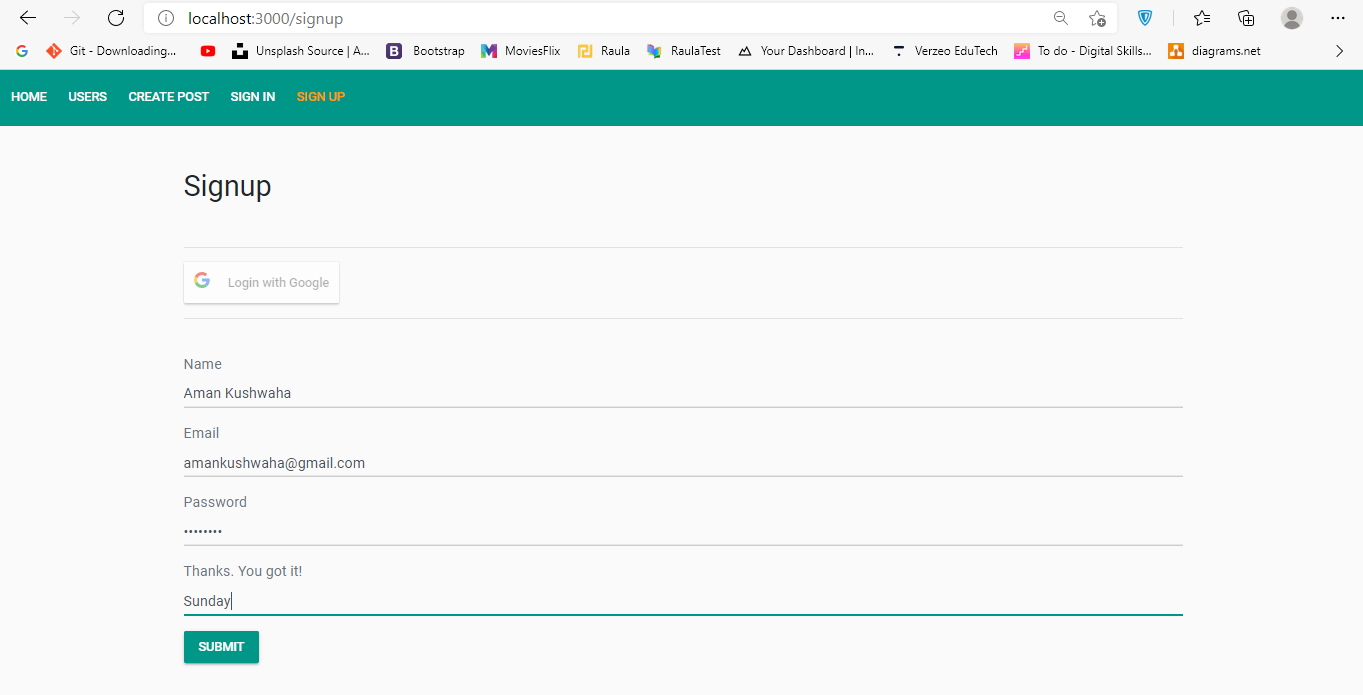 localhost:3000/signup
Git - Downloading... Unsplash Source | A... Bootstrap MoviesFlix Raula RaulaTest Your Dashboard | In... Verzeo EduTech To do - Digital Skills... diagrams.net
HOME USERS CREATE POST SIGN IN SIGN UP
Signup
Login with Google
Name
Aman Kushwaha
Email
amankushwaha@gmail.com
Password
••••••••
Thanks. You got it!
Sunday
SUBMIT